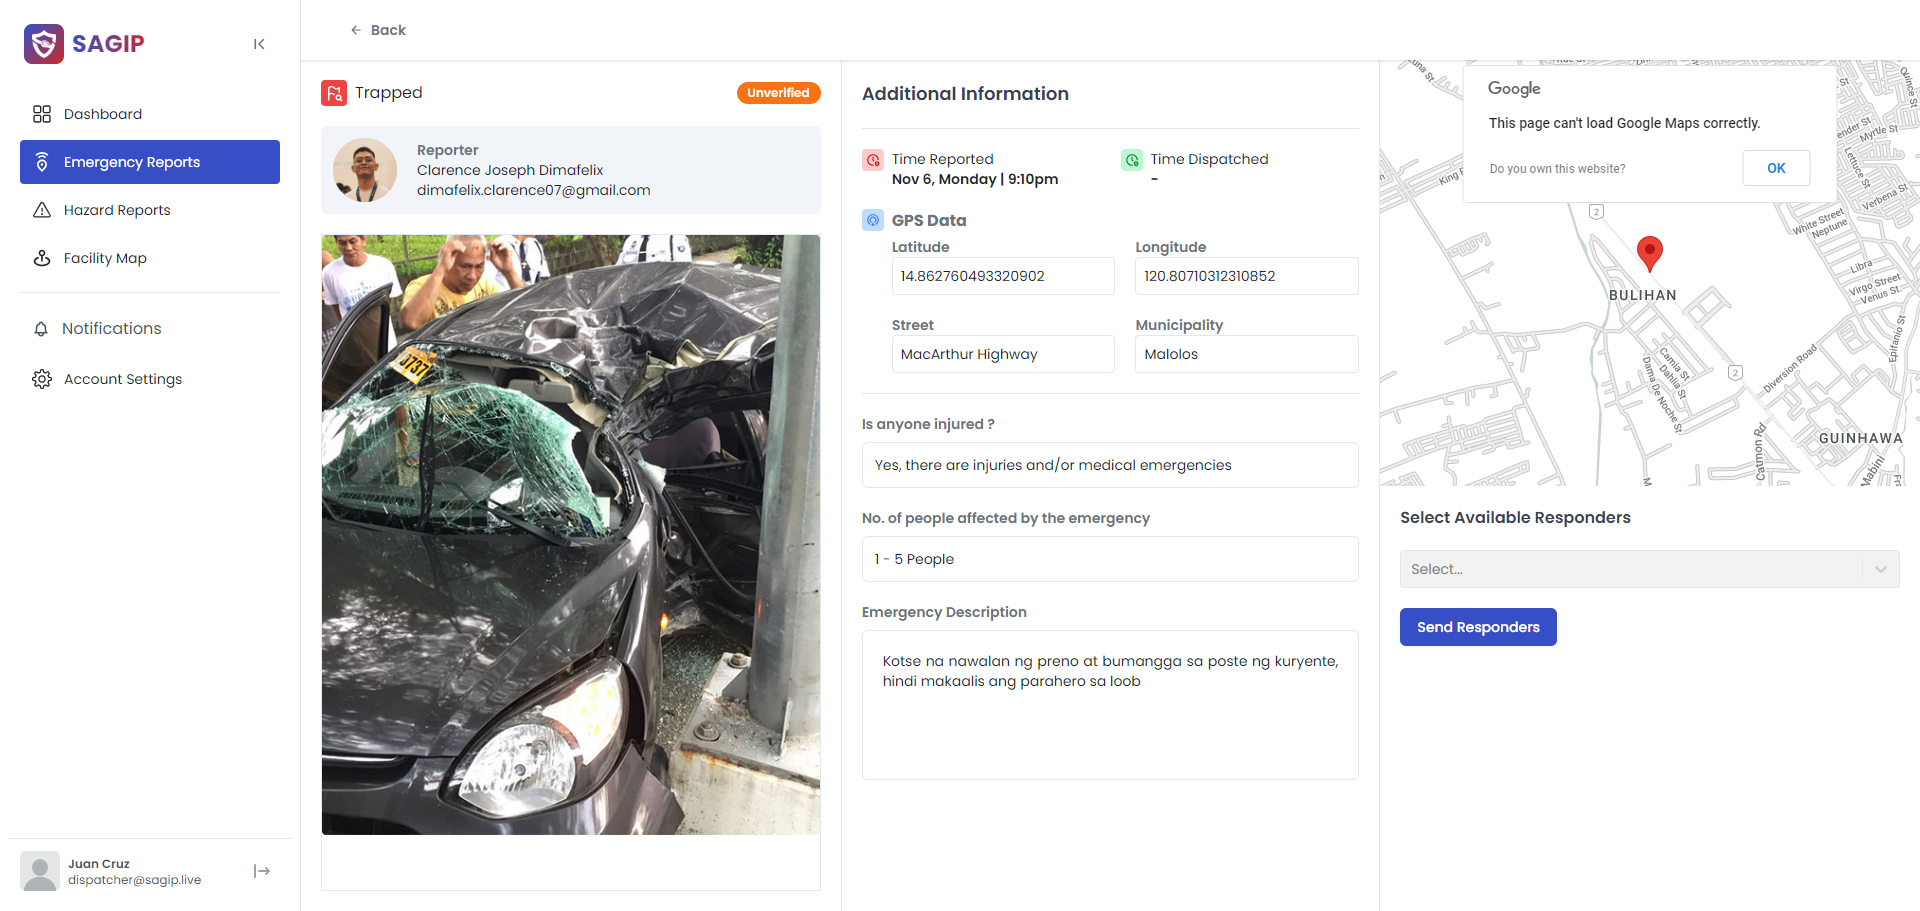 SAGIP
Dashboard
Emergency Reports
Hazard Reports
Facility Map
Notifications
Account Settings
Juan Cruz
dispatcher@sagip.live
Back
Trapped
Unverified
Reporter
Clarence Joseph Dimafelix
dimafelix.clarence07@gmail.com
Additional Information
Time Reported
Nov 6, Monday | 9:10pm
Time Dispatched
-
GPS Data
Latitude
14.862760493320902
Longitude
120.80710312310852
Street
MacArthur Highway
Municipality
Malolos
Is anyone injured ?
Yes, there are injuries and/or medical emergencies
No. of people affected by the emergency
1 - 5 People
Emergency Description
Kotse na nawalan ng preno at bumangga sa poste ng kuryente,
hindi makaalis ang parahero sa loob
Google
This page can't load Google Maps correctly.
Do you own this website?
OK
Quince St
Myrtle St
Lettuce St
Verbena St
White Street
Neptune
Libra
Virgo Street
Venus St
Epifanio St
King
2
BULIHAN
2
Camia St
Dahlia St
Dama De Noche St
Diversion Road
Catmon Rd
GUINHAWA
Mabini
Select Available Responders
Select...
Send Responders